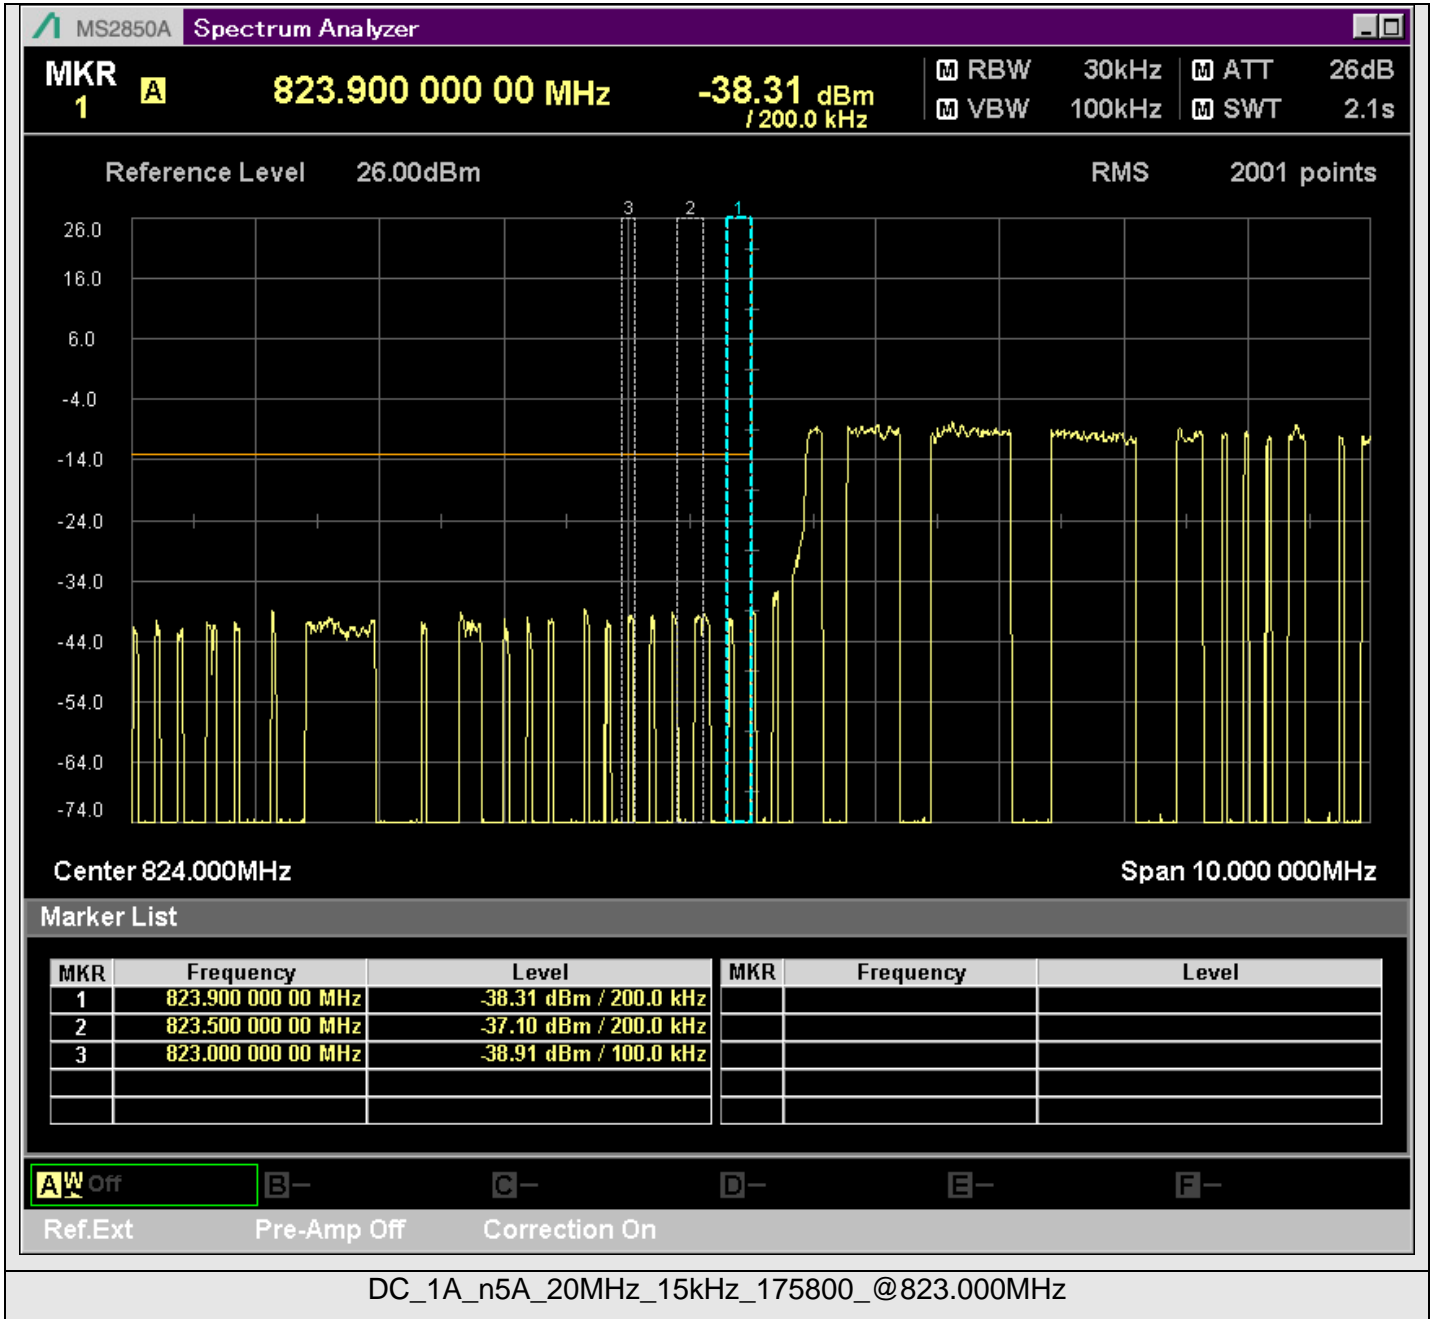 MS2850A Spectrum Analyzer
MKR 1 A 823.900 000 00 MHz -38.31 dBm / 200.0 kHz
M RBW 30kHz M ATT 26dB
M VBW 100kHz M SWT 2.1s
Reference Level 26.00dBm RMS 2001 points
3 2 1
26.0
16.0
6.0
-4.0
-14.0
-24.0
-34.0
-44.0
-54.0
-64.0
-74.0
Center 824.000MHz Span 10.000 000MHz
Marker List
MKR Frequency Level MKR Frequency Level
1 823.900 000 00 MHz -38.31 dBm / 200.0 kHz
2 823.500 000 00 MHz -37.10 dBm / 200.0 kHz
3 823.000 000 00 MHz -38.91 dBm / 100.0 kHz
A W Off B – C – D – E – F –
Ref.Ext Pre-Amp Off Correction On
DC_1A_n5A_20MHz_15kHz_175800_@823.000MHz